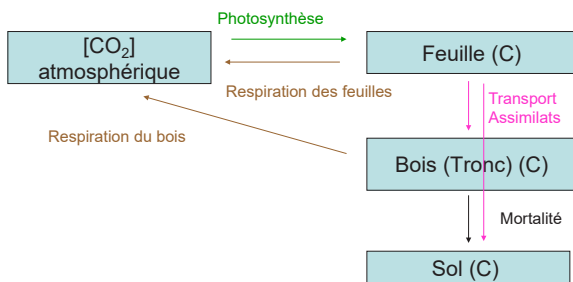 Photosynthèse
[CO₂]
atmosphérique
Feuille (C)
Respiration des feuilles
Transport
Assimilats
Respiration du bois
Bois (Tronc) (C)
Mortalité
Sol (C)